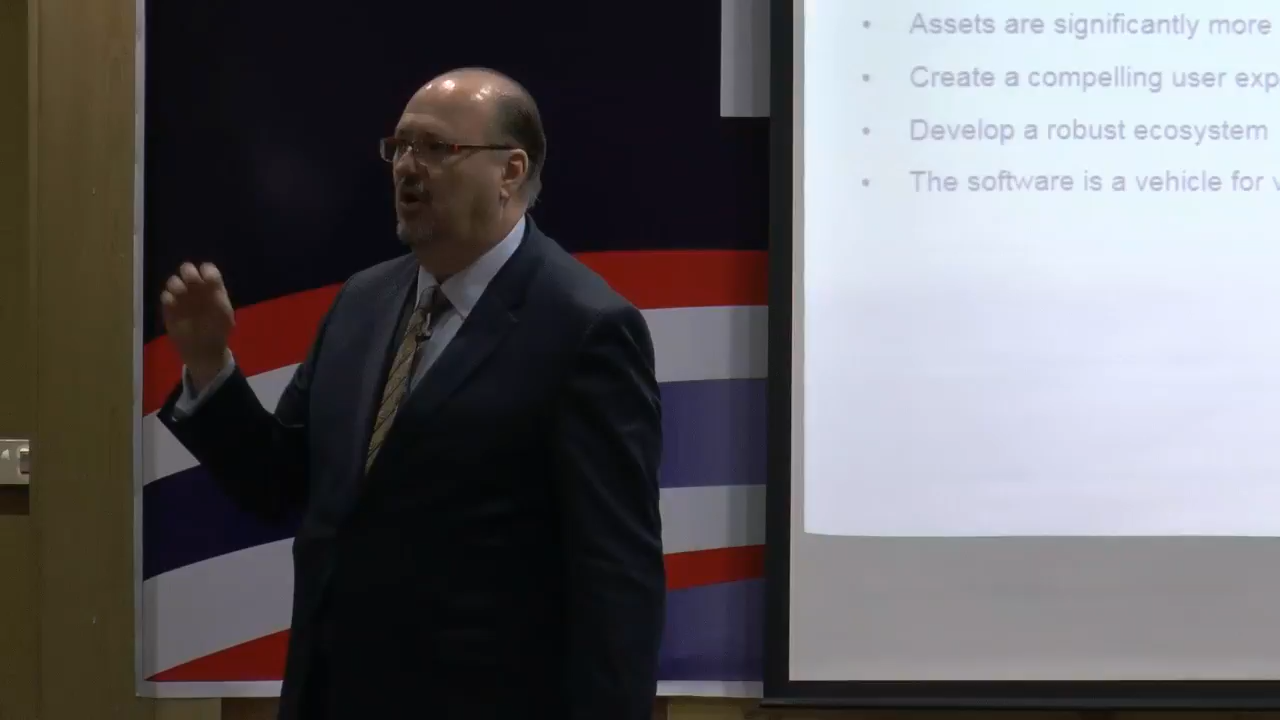 • Assets are significantly more
• Create a compelling user exp
• Develop a robust ecosystem
• The software is a vehicle for v